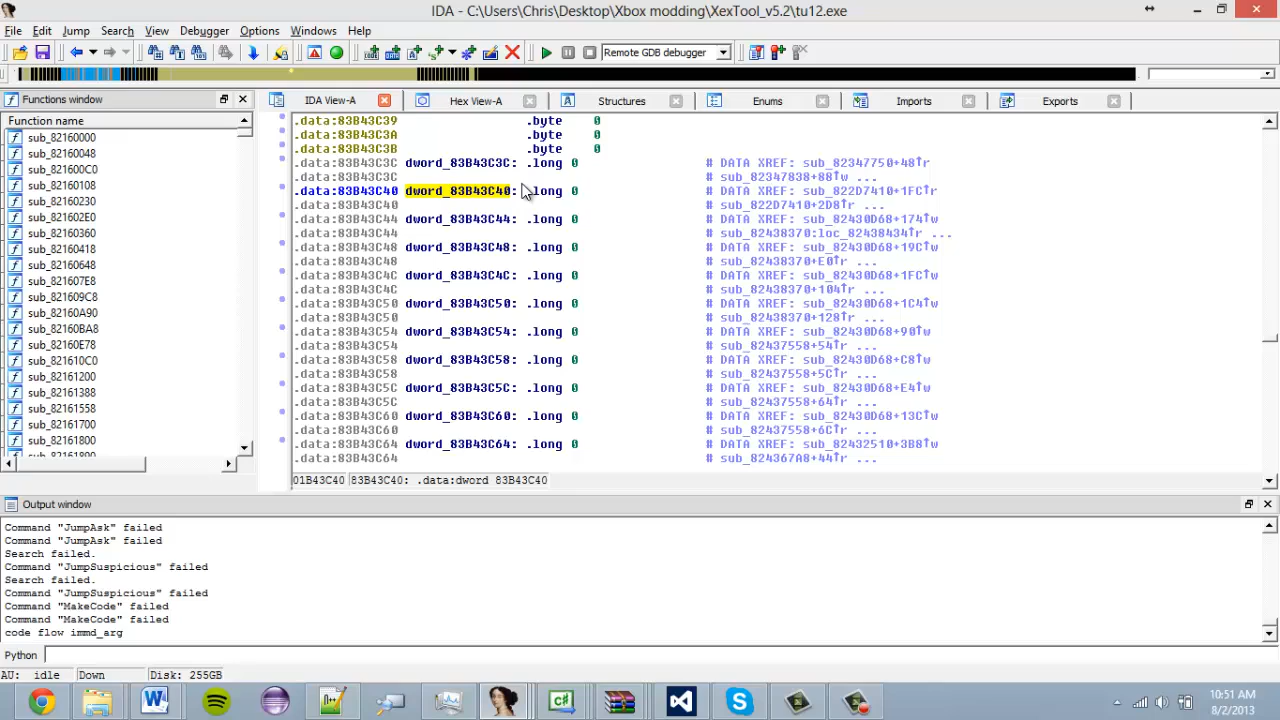 IDA - C:\Users\Chris\Desktop\Xbox modding\XexTool_v5.2\tu12.exe
File Edit Jump Search View Debugger Options Windows Help
Remote GDB debugger
Functions window
IDA View-A
Hex View-A
Structures
Enums
Imports
Exports
Function name
sub_82160000
sub_82160048
sub_821600C0
sub_82160108
sub_82160230
sub_821602E0
sub_82160360
sub_82160418
sub_82160648
sub_821607E8
sub_821609C8
sub_82160A90
sub_82160BA8
sub_82160E78
sub_821610C0
sub_82161200
sub_82161388
sub_82161558
sub_82161700
sub_82161800
sub_82161890
.data:83B43C39 .byte 0
.data:83B43C3A .byte 0
.data:83B43C3B .byte 0
.data:83B43C3C dword_83B43C3C: .long 0 # DATA XREF: sub_82347750+48↑r
.data:83B43C3C # sub_82347838+88↑w ...
.data:83B43C40 dword_83B43C40: .long 0 # DATA XREF: sub_822D7410+1FC↑r
.data:83B43C40 # sub_822D7410+2D8↑r ...
.data:83B43C44 dword_83B43C44: .long 0 # DATA XREF: sub_82430D68+174↑w
.data:83B43C44 # sub_82438370:loc_82438434↑r ...
.data:83B43C48 dword_83B43C48: .long 0 # DATA XREF: sub_82430D68+19C↑w
.data:83B43C48 # sub_82438370+E0↑r ...
.data:83B43C4C dword_83B43C4C: .long 0 # DATA XREF: sub_82430D68+1FC↑w
.data:83B43C4C # sub_82438370+104↑r ...
.data:83B43C50 dword_83B43C50: .long 0 # DATA XREF: sub_82430D68+1C4↑w
.data:83B43C50 # sub_82438370+128↑r ...
.data:83B43C54 dword_83B43C54: .long 0 # DATA XREF: sub_82430D68+90↑w
.data:83B43C54 # sub_82437558+54↑r ...
.data:83B43C58 dword_83B43C58: .long 0 # DATA XREF: sub_82430D68+C8↑w
.data:83B43C58 # sub_82437558+5C↑r ...
.data:83B43C5C dword_83B43C5C: .long 0 # DATA XREF: sub_82430D68+E4↑w
.data:83B43C5C # sub_82437558+64↑r ...
.data:83B43C60 dword_83B43C60: .long 0 # DATA XREF: sub_82430D68+13C↑w
.data:83B43C60 # sub_82437558+6C↑r ...
.data:83B43C64 dword_83B43C64: .long 0 # DATA XREF: sub_82432510+3B8↑w
.data:83B43C64 # sub_824367A8+44↑r ...
01B43C40 83B43C40: .data:dword_83B43C40
Output window
Command "JumpAsk" failed
Command "JumpAsk" failed
Search failed.
Command "JumpSuspicious" failed
Search failed.
Command "JumpSuspicious" failed
Command "MakeCode" failed
Command "MakeCode" failed
code flow immd_arg
Python
AU: idle Down Disk: 255GB
10:51 AM
8/2/2013